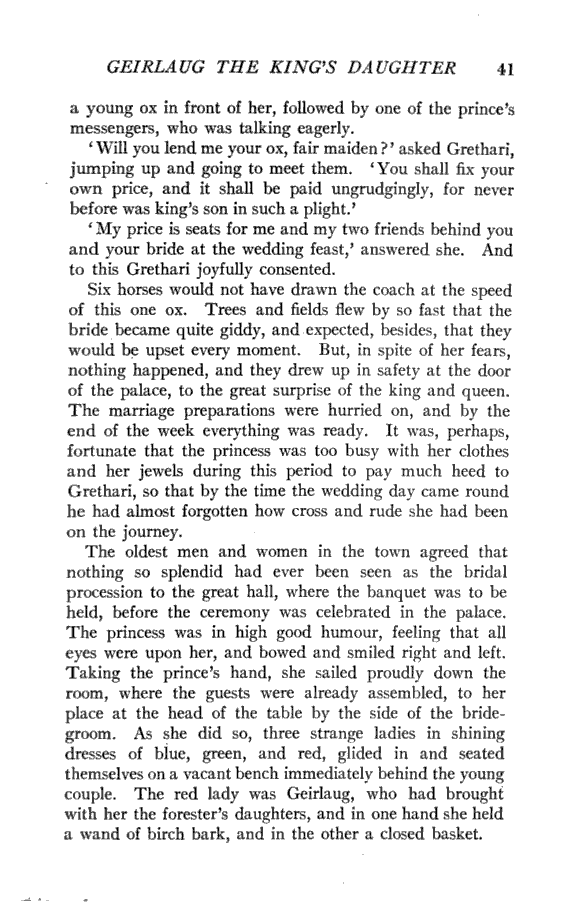 GEIRLAUG THE KING'S DAUGHTER 41
a young ox in front of her, followed by one of the prince's
messengers, who was talking eagerly.
‘Will you lend me your ox, fair maiden?’ asked Grethari,
jumping up and going to meet them. ‘You shall fix your
own price, and it shall be paid ungrudgingly, for never
before was king's son in such a plight.’
‘My price is seats for me and my two friends behind you
and your bride at the wedding feast,’ answered she. And
to this Grethari joyfully consented.
Six horses would not have drawn the coach at the speed
of this one ox. Trees and fields flew by so fast that the
bride became quite giddy, and expected, besides, that they
would be upset every moment. But, in spite of her fears,
nothing happened, and they drew up in safety at the door
of the palace, to the great surprise of the king and queen.
The marriage preparations were hurried on, and by the
end of the week everything was ready. It was, perhaps,
fortunate that the princess was too busy with her clothes
and her jewels during this period to pay much heed to
Grethari, so that by the time the wedding day came round
he had almost forgotten how cross and rude she had been
on the journey.
The oldest men and women in the town agreed that
nothing so splendid had ever been seen as the bridal
procession to the great hall, where the banquet was to be
held, before the ceremony was celebrated in the palace.
The princess was in high good humour, feeling that all
eyes were upon her, and bowed and smiled right and left.
Taking the prince's hand, she sailed proudly down the
room, where the guests were already assembled, to her
place at the head of the table by the side of the bride-
groom. As she did so, three strange ladies in shining
dresses of blue, green, and red, glided in and seated
themselves on a vacant bench immediately behind the young
couple. The red lady was Geirlaug, who had brought
with her the forester's daughters, and in one hand she held
a wand of birch bark, and in the other a closed basket.